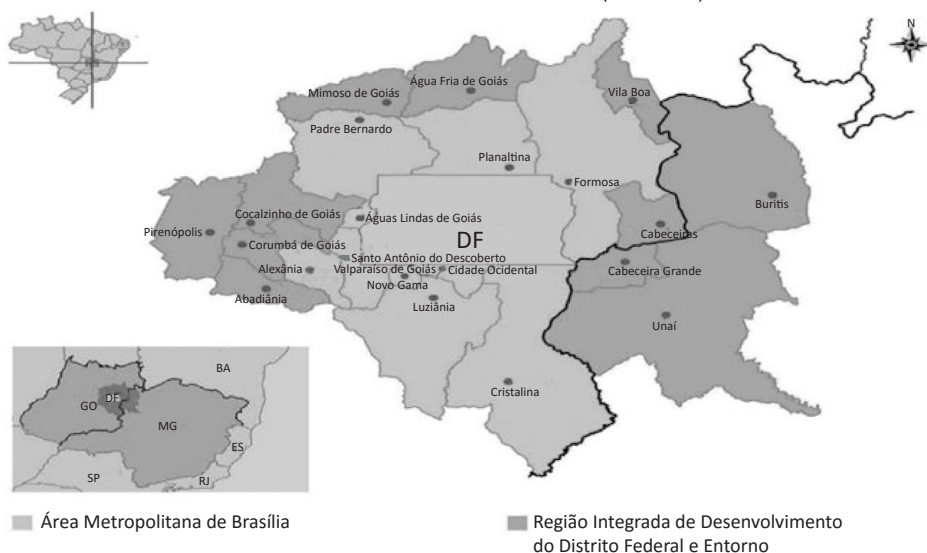 N
Água Fria de Goiás
Mimoso de Goiás
Vila Boa
Padre Bernardo
Planaltina
Formosa
Buritis
Cocalzinho de Goiás
Águas Lindas de Goiás
Pirenópolis
Cabeceiras
DF
Corumbá de Goiás
Santo Antônio do Descoberto
Alexânia
Valparaíso de Goiás
Cidade Ocidental
Cabeceira Grande
Novo Gama
Abadiânia
Luziânia
Unaí
Cristalina
BA
DF
GO
MG
ES
SP
RJ
Área Metropolitana de Brasília
Região Integrada de Desenvolvimento
do Distrito Federal e Entorno